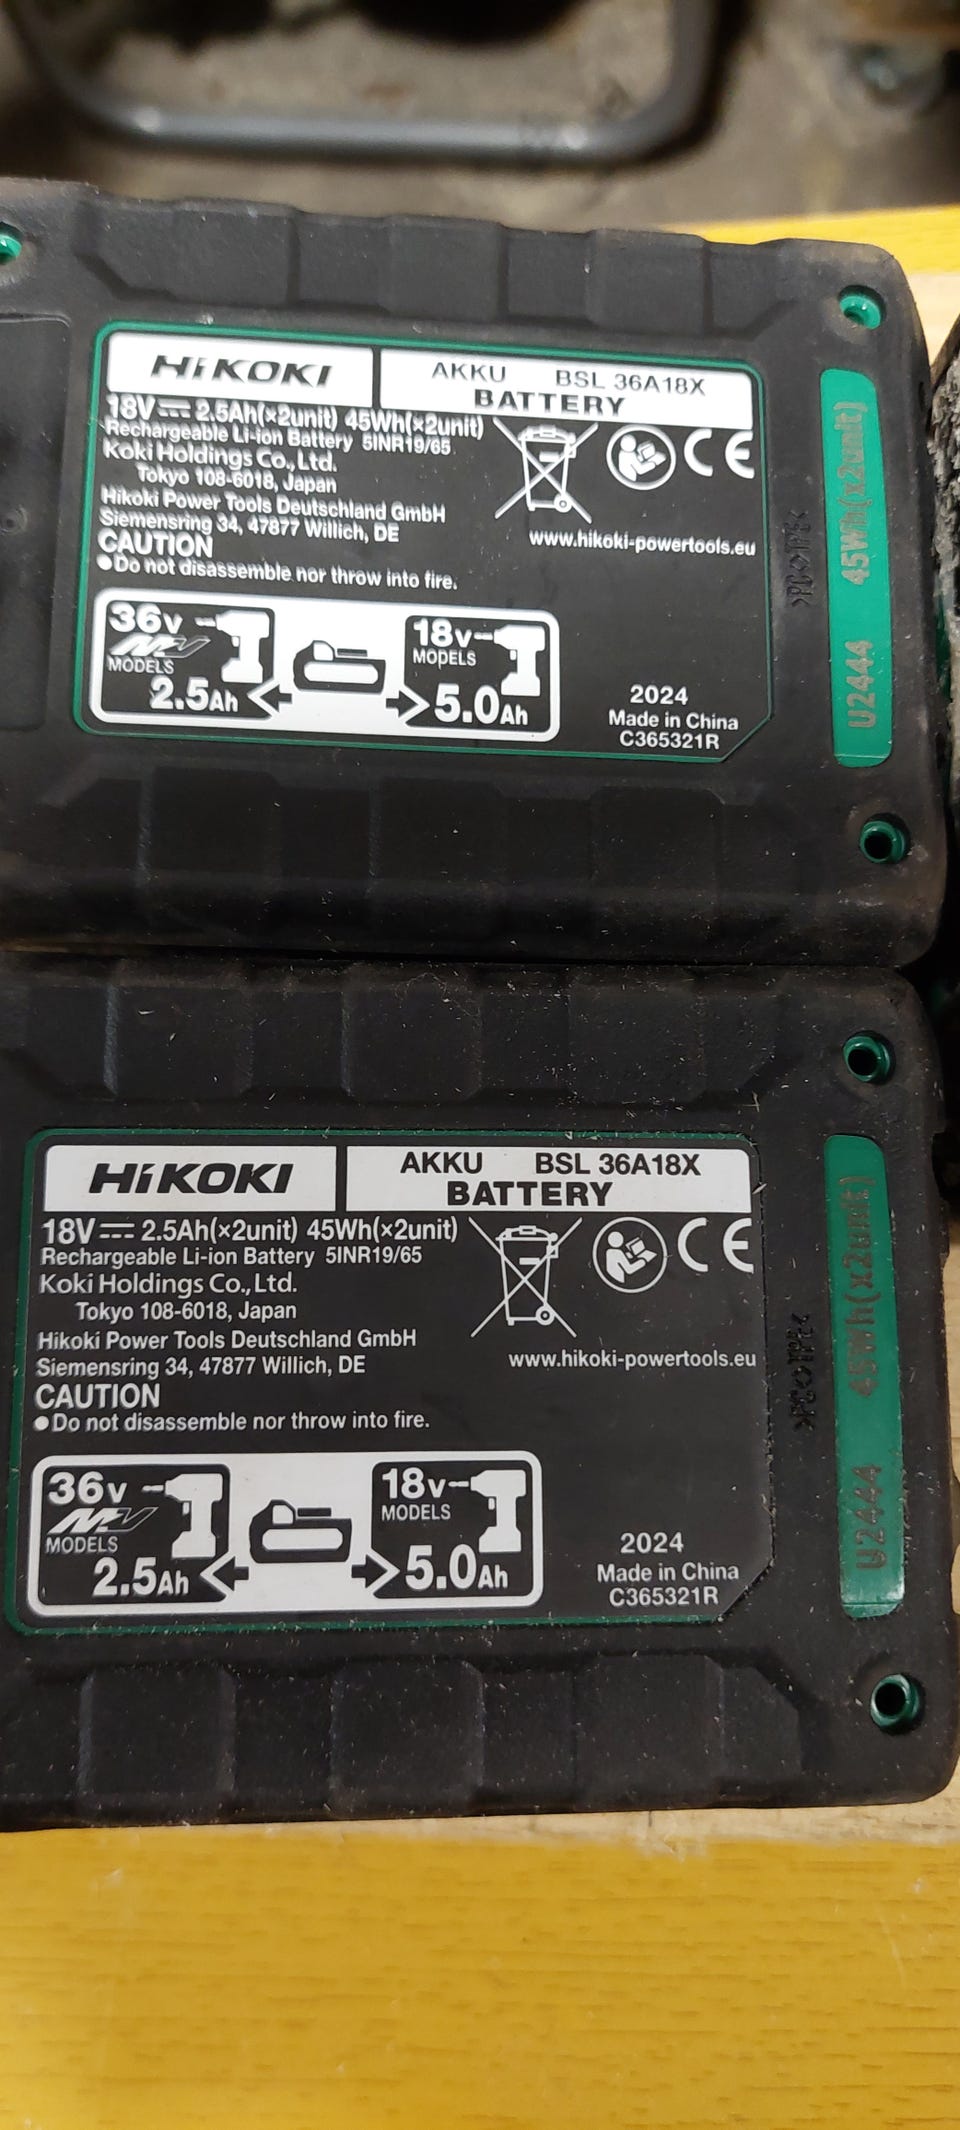 HiKOKI
AKKU BSL 36A18X
BATTERY
18V 2.5Ah(×2unit) 45Wh(×2unit)
Rechargeable Li-ion Battery 5INR19/65
Koki Holdings Co.,Ltd.
Tokyo 108-6018, Japan
Hikoki Power Tools Deutschland GmbH
Siemensring 34, 47877 Willich, DE
CAUTION
●Do not disassemble nor throw into fire.
CE
www.hikoki-powertools.eu
36V
MV
MODELS
2.5Ah
18V
MODELS
5.0Ah
2024
Made in China
C365321R
U2444 45Wh(x2unit)
HiKOKI
AKKU BSL 36A18X
BATTERY
18V 2.5Ah(×2unit) 45Wh(×2unit)
Rechargeable Li-ion Battery 5INR19/65
Koki Holdings Co.,Ltd.
Tokyo 108-6018, Japan
Hikoki Power Tools Deutschland GmbH
Siemensring 34, 47877 Willich, DE
CAUTION
●Do not disassemble nor throw into fire.
CE
www.hikoki-powertools.eu
36V
MV
MODELS
2.5Ah
18V
MODELS
5.0Ah
2024
Made in China
C365321R
U2444 45Wh(x2unit)